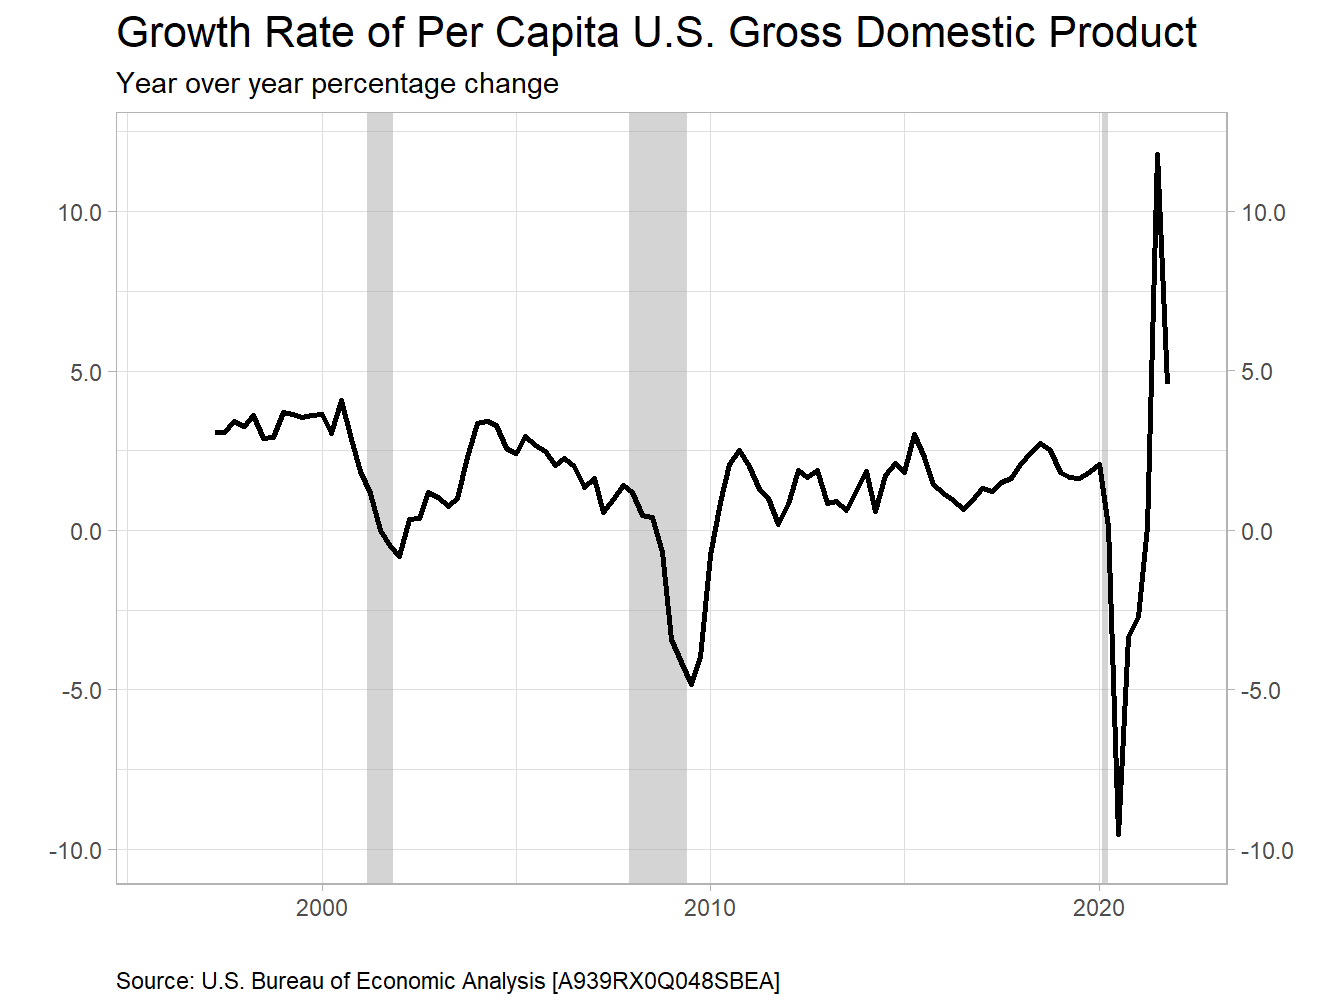 Growth Rate of Per Capita U.S. Gross Domestic Product
Year over year percentage change
10.0 10.0
5.0 5.0
0.0 0.0
-5.0 -5.0
-10.0 -10.0
2000 2010 2020
Source: U.S. Bureau of Economic Analysis [A939RX0Q048SBEA]